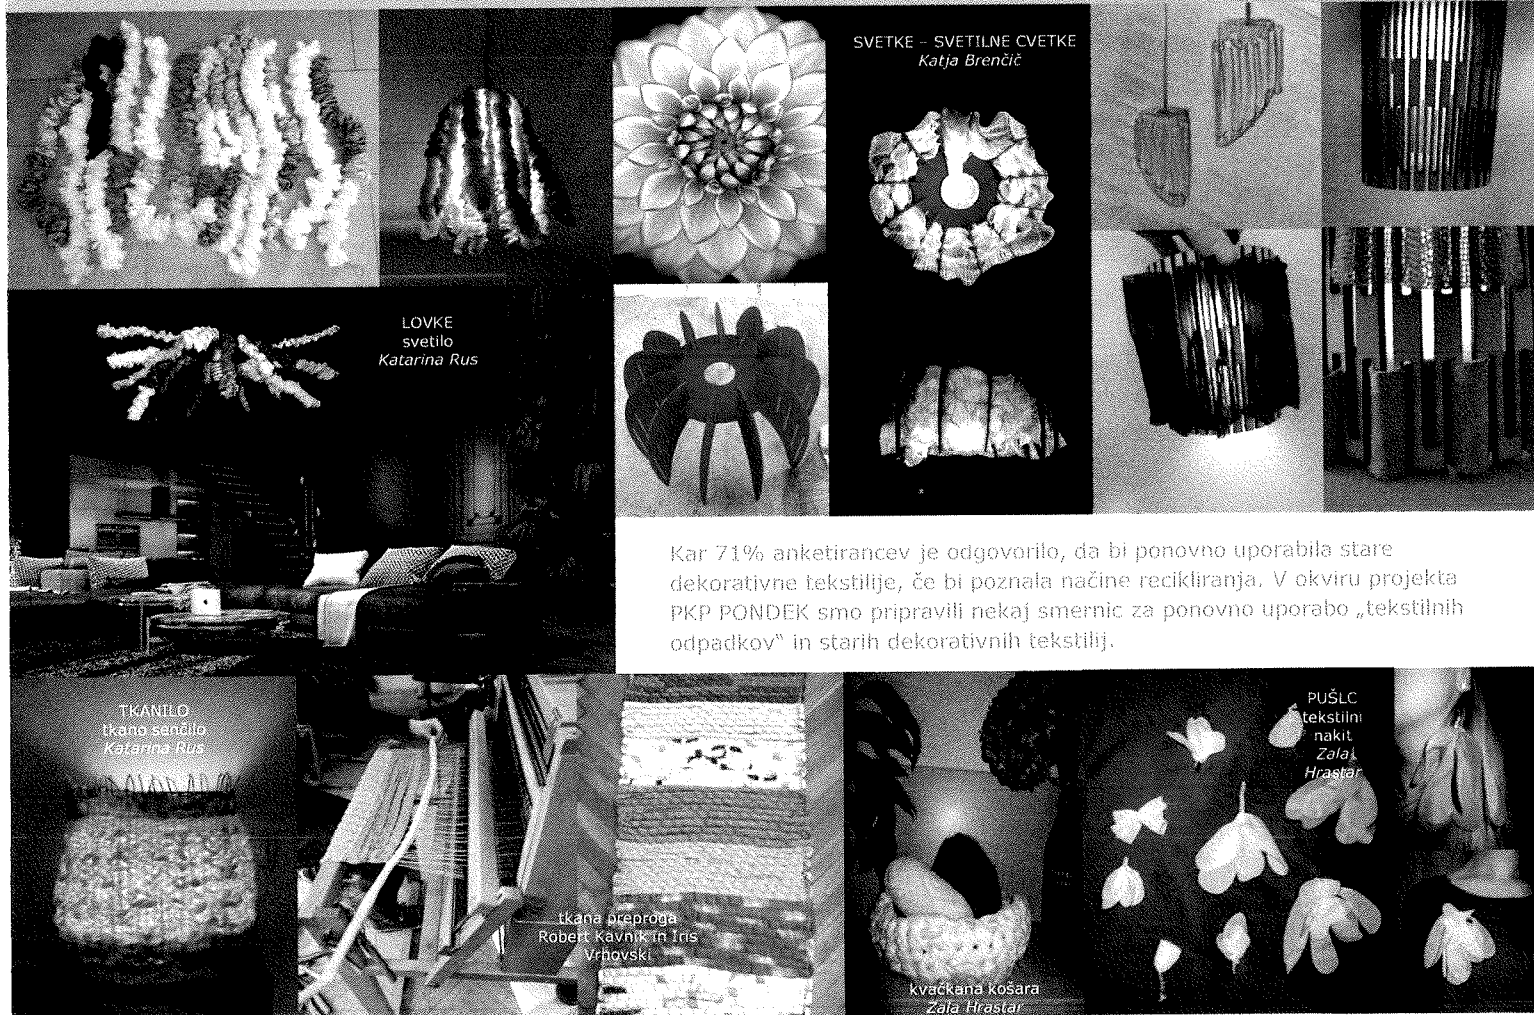 SVETKE – SVETILNE CVETKE
Katja Brenčič
LOVKE
svetilo
Katarina Rus
Kar 71% anketirancev je odgovorilo, da bi ponovno uporabila stare
dekorativne tekstilije, če bi poznala načine recikliranja. V okviru projekta
PKP PONDEK smo pripravili nekaj smernic za ponovno uporabo „tekstilnih
odpadkov“ in starih dekorativnih tekstilij.
TKANILO
tkano senčilo
Katarina Rus
tkana preproga
Robert Kavnik in Iris
Vrhovski
kvačkana košara
Zala Hrastar
PUŠLC
tekstilni
nakit
Zala
Hrastar